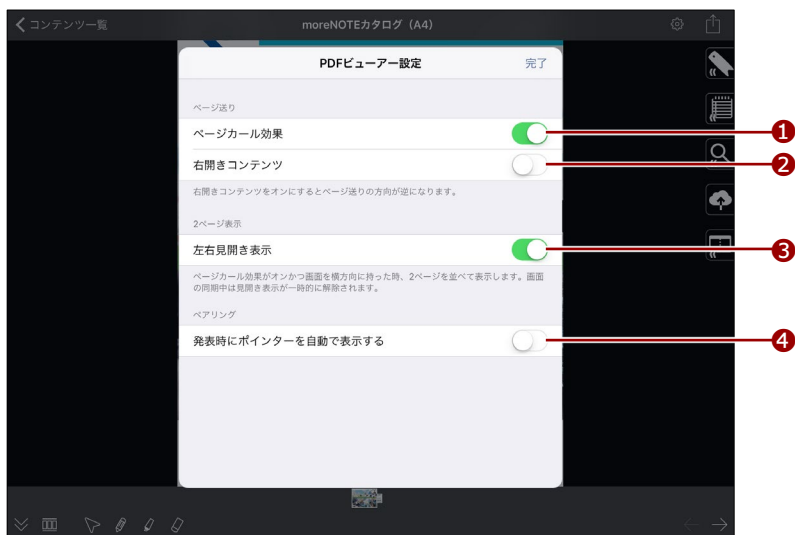 コンテンツ一覧
moreNOTEカタログ（A4）
PDFビューアー設定
完了
ページ送り
ページカール効果
❶
右開きコンテンツ
❷
右開きコンテンツをオンにするとページ送りの方向が逆になります。
2ページ表示
左右見開き表示
❸
ページカール効果がオンかつ画面を横方向に持った時、2ページを並べて表示します。画面
の同期中は見開き表示が一時的に解除されます。
ペアリング
発表時にポインターを自動で表示する
❹